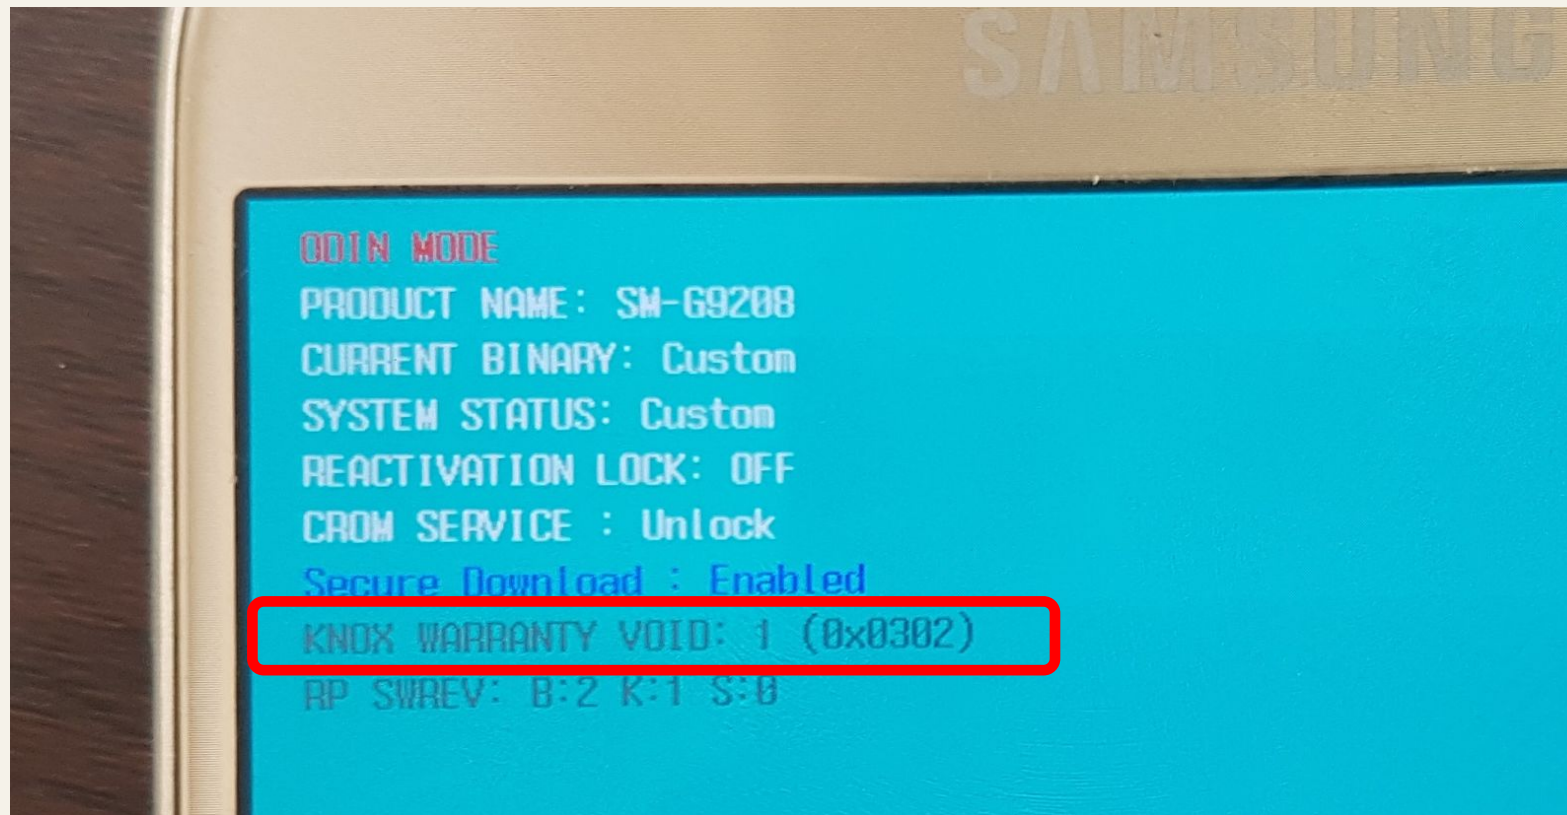 SAMSUNG
ODIN MODE
PRODUCT NAME: SM-G9208
CURRENT BINARY: Custom
SYSTEM STATUS: Custom
REACTIVATION LOCK: OFF
CROM SERVICE : Unlock
Secure Download : Enabled
KNOX WARRANTY VOID: 1 (0x0302)
RP SWREV: B:2 K:1 S:0